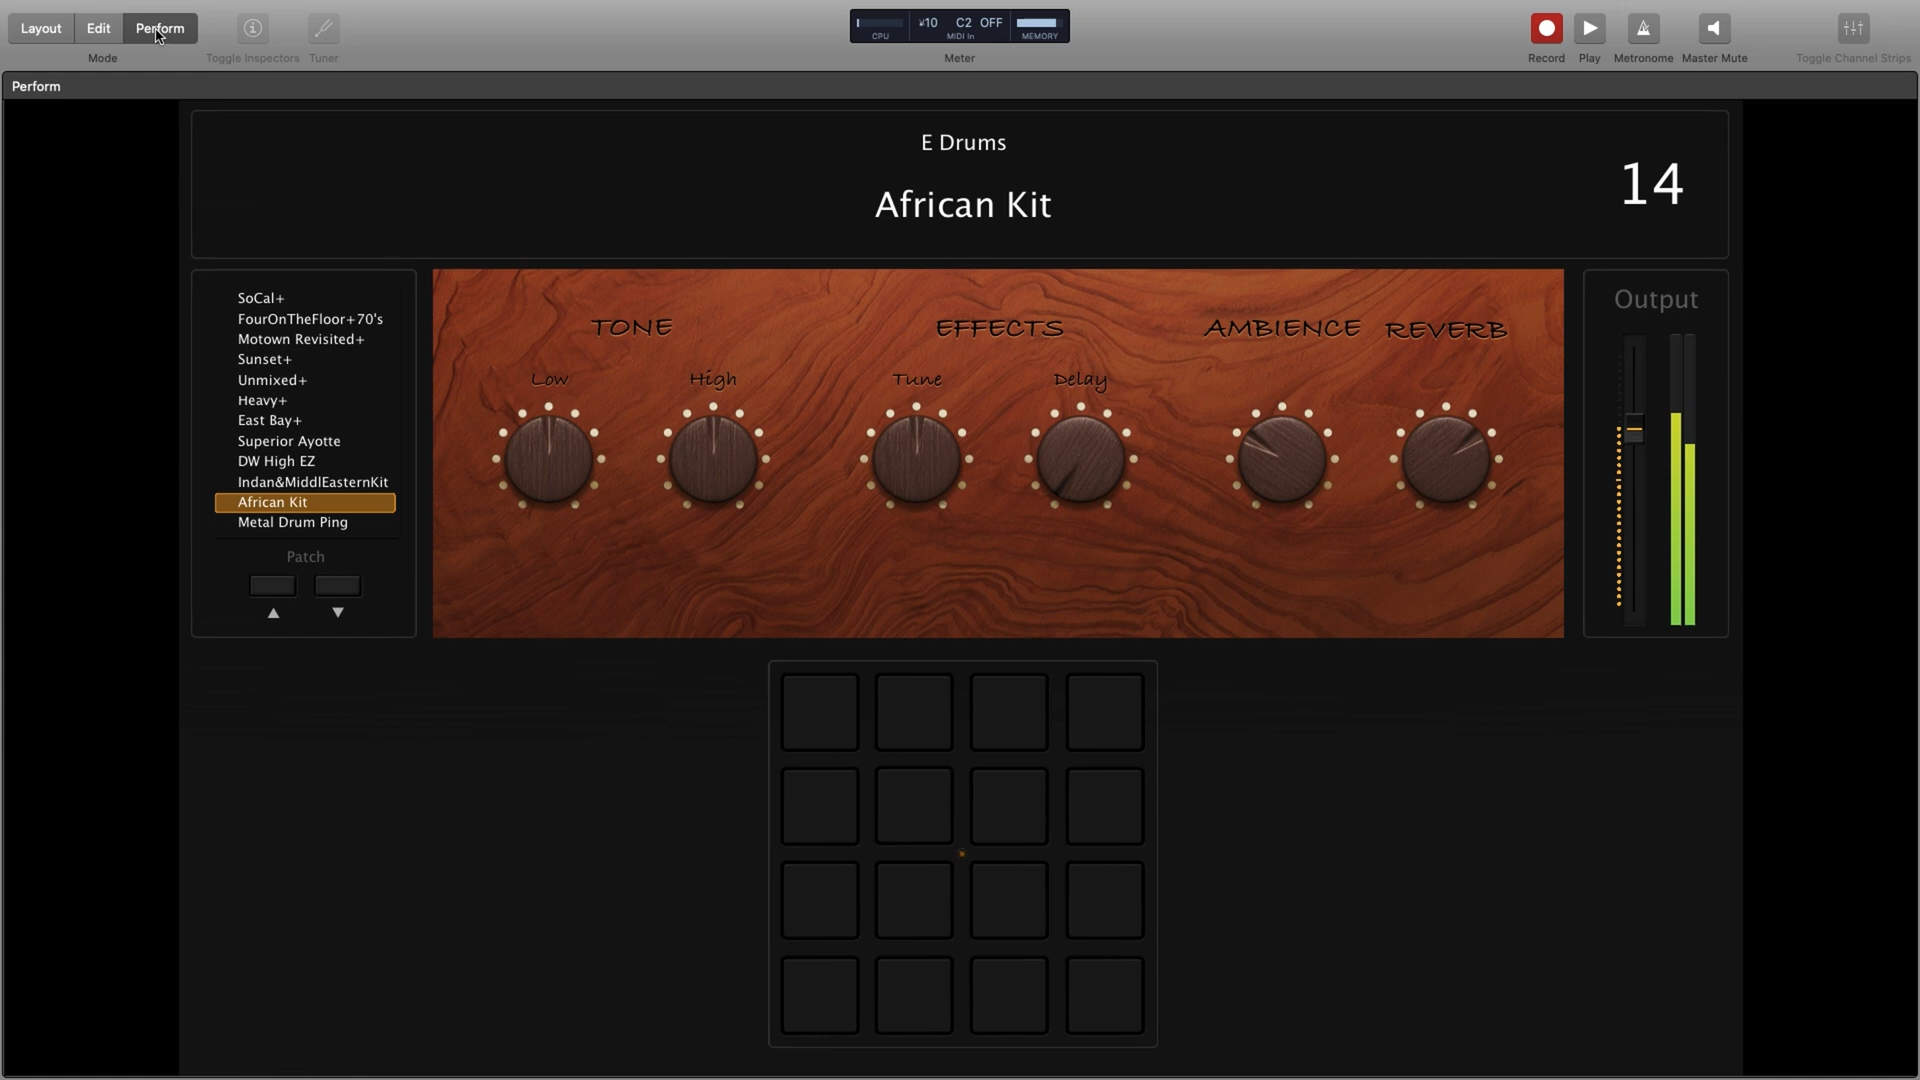 Layout Edit Perform
Mode
Toggle Inspectors Tuner
CPU
10 C2 OFF
MIDI In
MEMORY
Meter
Record Play Metronome Master Mute
Toggle Channel Strips
Perform
E Drums
African Kit
14
SoCal+
FourOnTheFloor+70's
Motown Revisited+
Sunset+
Unmixed+
Heavy+
East Bay+
Superior Ayotte
DW High EZ
Indan&MiddlEasternKit
African Kit
Metal Drum Ping
Patch
TONE EFFECTS AMBIENCE REVERB
Low High Tune Delay
Output